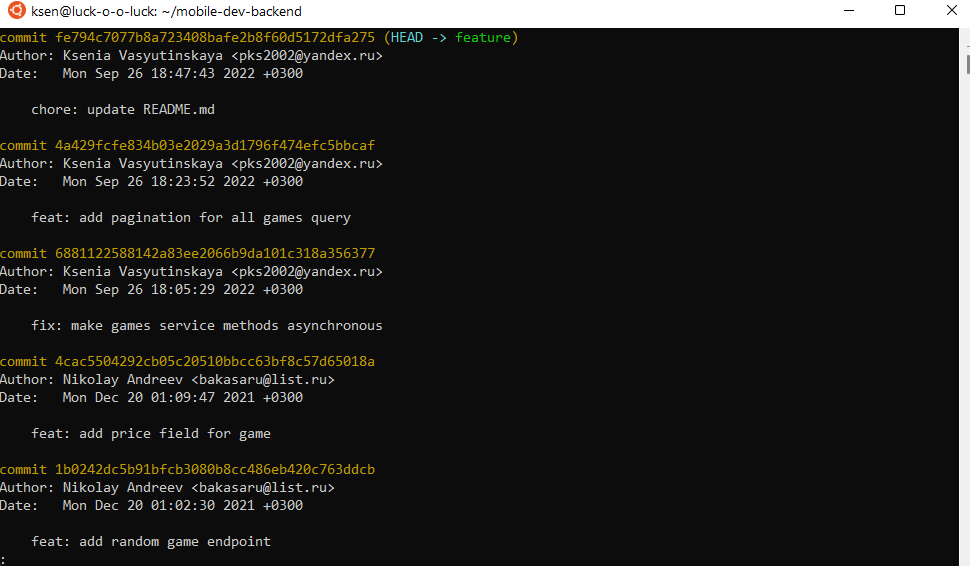 ksen@luck-o-o-luck: ~/mobile-dev-backend
commit fe794c7077b8a723408bafe2b8f60d5172dfa275 (HEAD -> feature)
Author: Ksenia Vasyutinskaya <pks2002@yandex.ru>
Date:   Mon Sep 26 18:47:43 2022 +0300
chore: update README.md
commit 4a429fcfe834b03e2029a3d1796f474efc5bbcaf
Author: Ksenia Vasyutinskaya <pks2002@yandex.ru>
Date:   Mon Sep 26 18:23:52 2022 +0300
feat: add pagination for all games query
commit 6881122588142a83ee2066b9da101c318a356377
Author: Ksenia Vasyutinskaya <pks2002@yandex.ru>
Date:   Mon Sep 26 18:05:29 2022 +0300
fix: make games service methods asynchronous
commit 4cac5504292cb05c20510bbcc63bf8c57d65018a
Author: Nikolay Andreev <bakasaru@list.ru>
Date:   Mon Dec 20 01:09:47 2021 +0300
feat: add price field for game
commit 1b0242dc5b91bfcb3080b8cc486eb420c763ddcb
Author: Nikolay Andreev <bakasaru@list.ru>
Date:   Mon Dec 20 01:02:30 2021 +0300
feat: add random game endpoint
: